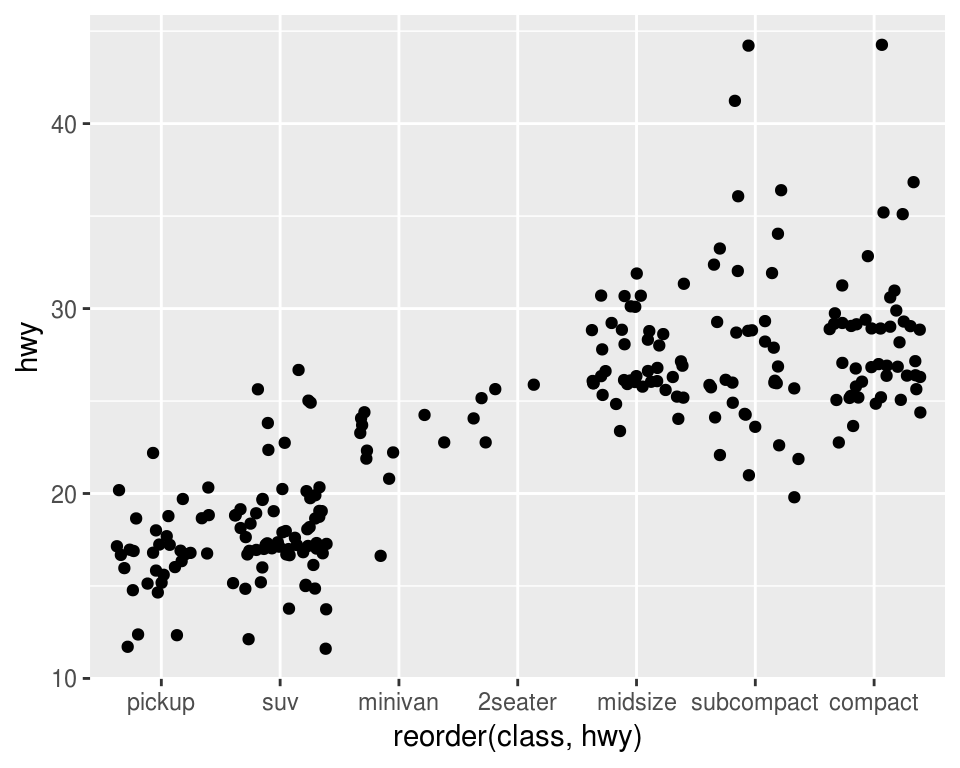 hwy
40
30
20
10
pickup suv minivan 2seater midsize subcompact compact
reorder(class, hwy)